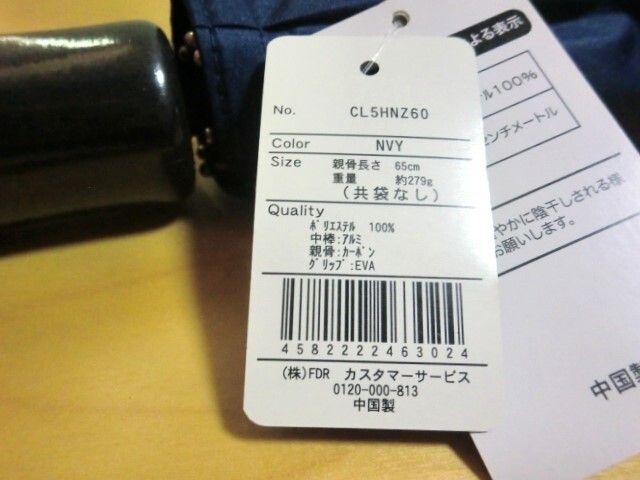 No. CL5HNZ60
Color NVY
Size 親骨長さ 65cm
重量 約279g
(共袋なし)
Quality
ﾎﾟﾘｴｽﾃﾙ 100%
中棒:ｱﾙﾐ
親骨:ｶｰﾎﾞﾝ
ｸﾞﾘｯﾌﾟ:EVA
4582222463024
(株)FDR カスタマーサービス
0120-000-813
中国製
よる表示
ル100%
センチメートル
やかに陰干しされる様
お願いします。
中国製